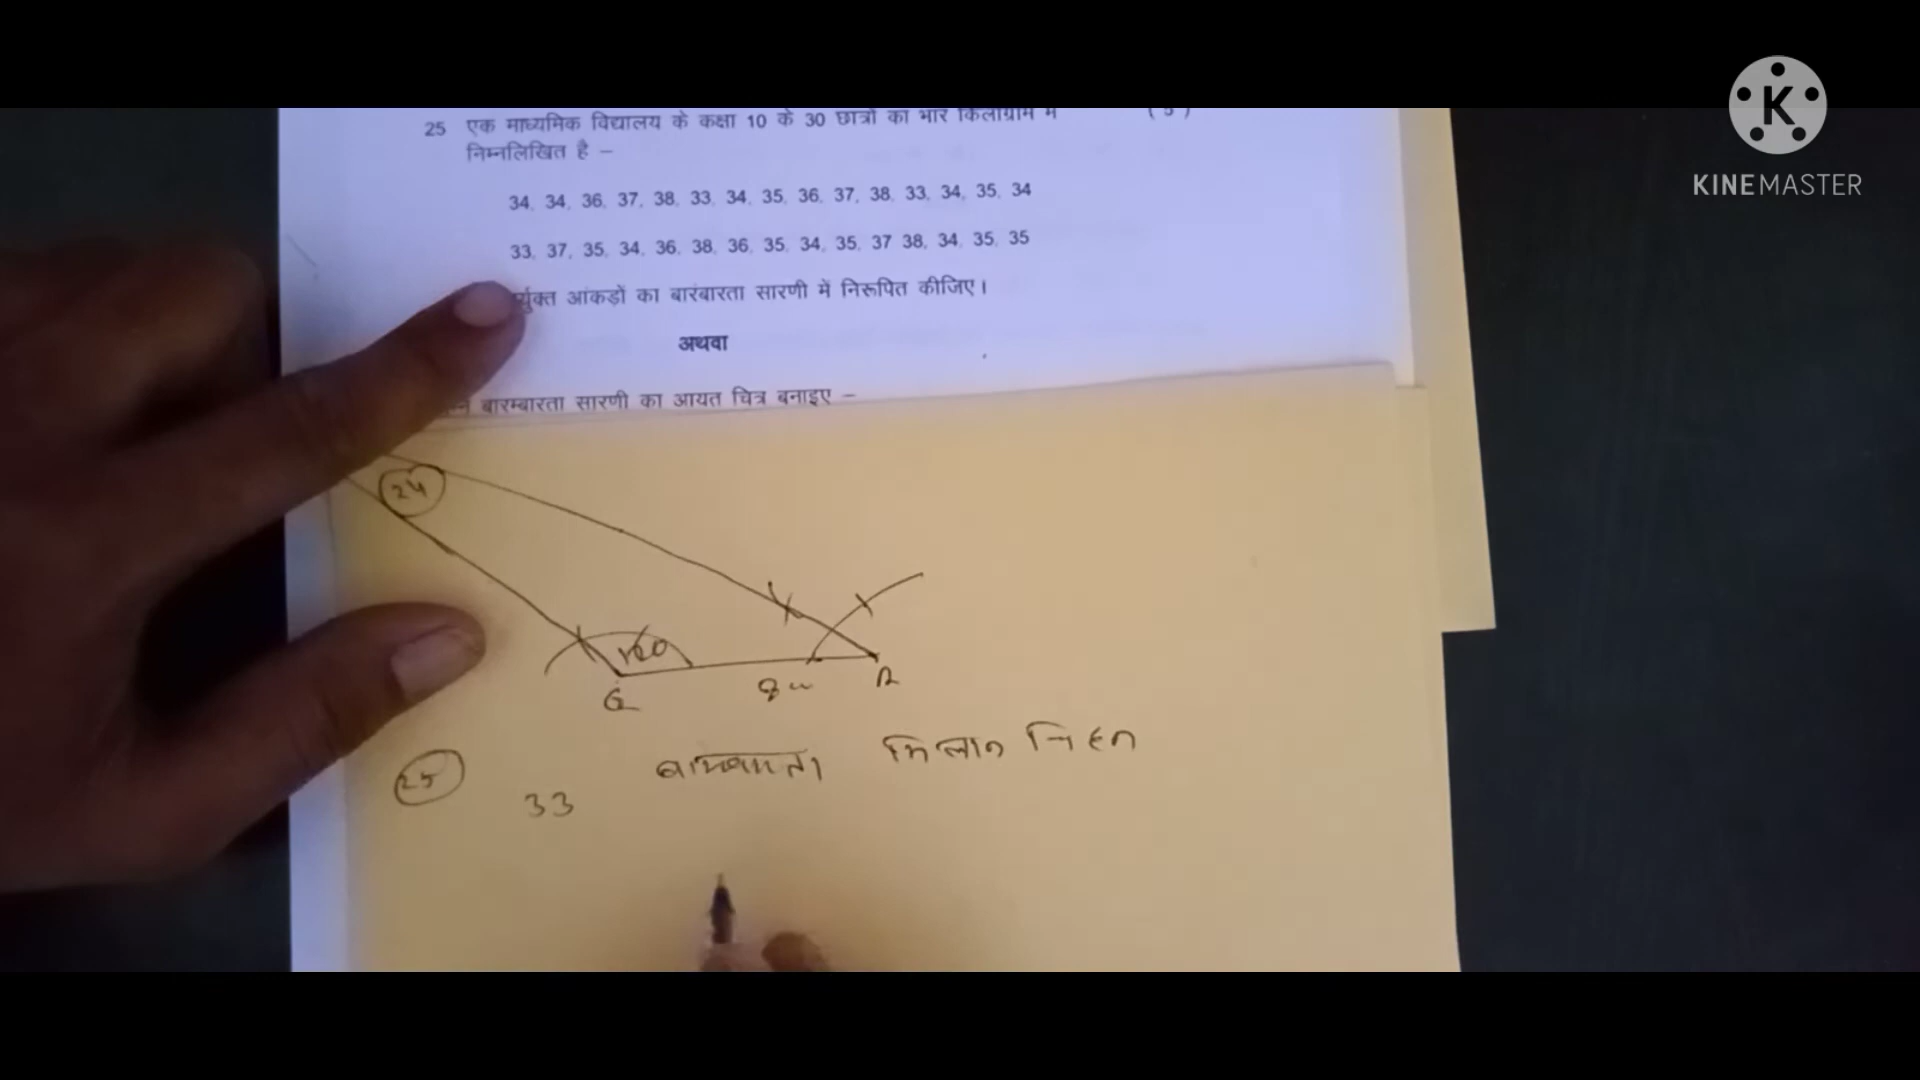 KINEMASTER
25 एक माध्यमिक विद्यालय के कक्षा 10 के 30 छात्रों का भार किलोग्राम में (5)
निम्नलिखित है –
34, 34, 36, 37, 38, 33, 34, 35, 36, 37, 38, 33, 34, 35, 34
33, 37, 35, 34, 36, 38, 36, 35, 34, 35, 37 38, 34, 35, 35
आंकड़ों का बारंबारता सारणी में निरूपित कीजिए।
अथवा
बारम्बारता सारणी का आयत चित्र बनाइए –
24
120
Q R
25 मिलान चिह्न
33